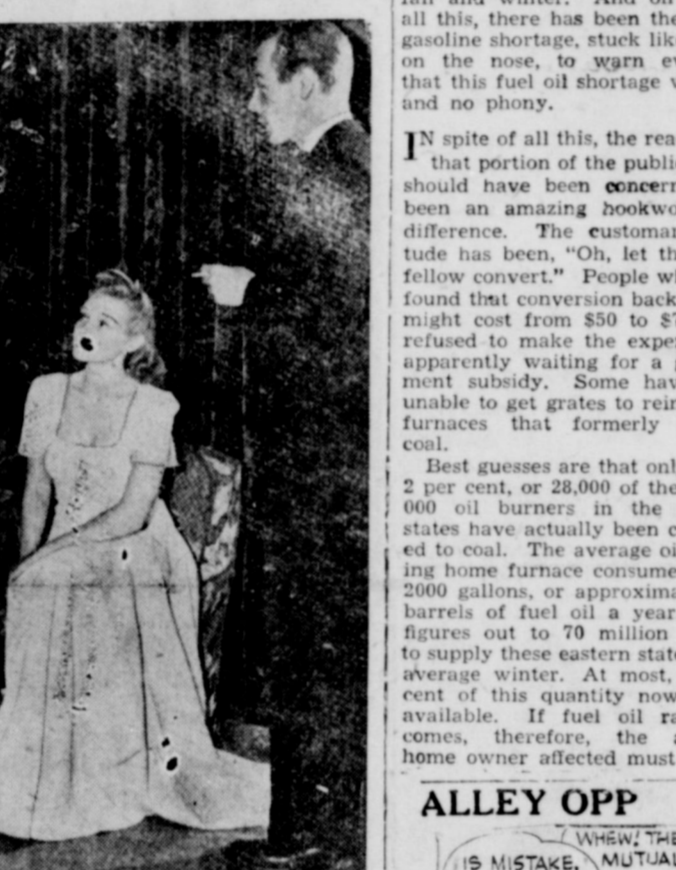 all this, there has been the
gasoline shortage, stuck lik
on the nose, to warn ev
that this fuel oil shortage
and no phony.
IN spite of all this, the rea
that portion of the publi
should have been concern
been an amazing hookwo
difference. The customar
tude has been, "Oh, let th
fellow convert." People wi
found that conversion back
might cost from $50 to $7
refused to make the expe
apparently waiting for a
ment subsidy. Some hav
unable to get grates to rein
furnaces that formerly
coal.
Best guesses are that onl
2 per cent, or 28,000 of the
000 oil burners in the
states have actually been c
ed to coal. The average oi
ing home furnace consume
2000 gallons, or approxima
barrels of fuel oil a year
figures out to 70 million
to supply these eastern state
average winter. At most,
cent of this quantity now
available. If fuel oil ra
comes, therefore, the a
home owner affected must
ALLEY OPP
WHEW! THE
IS MISTAKE, MUTUAL